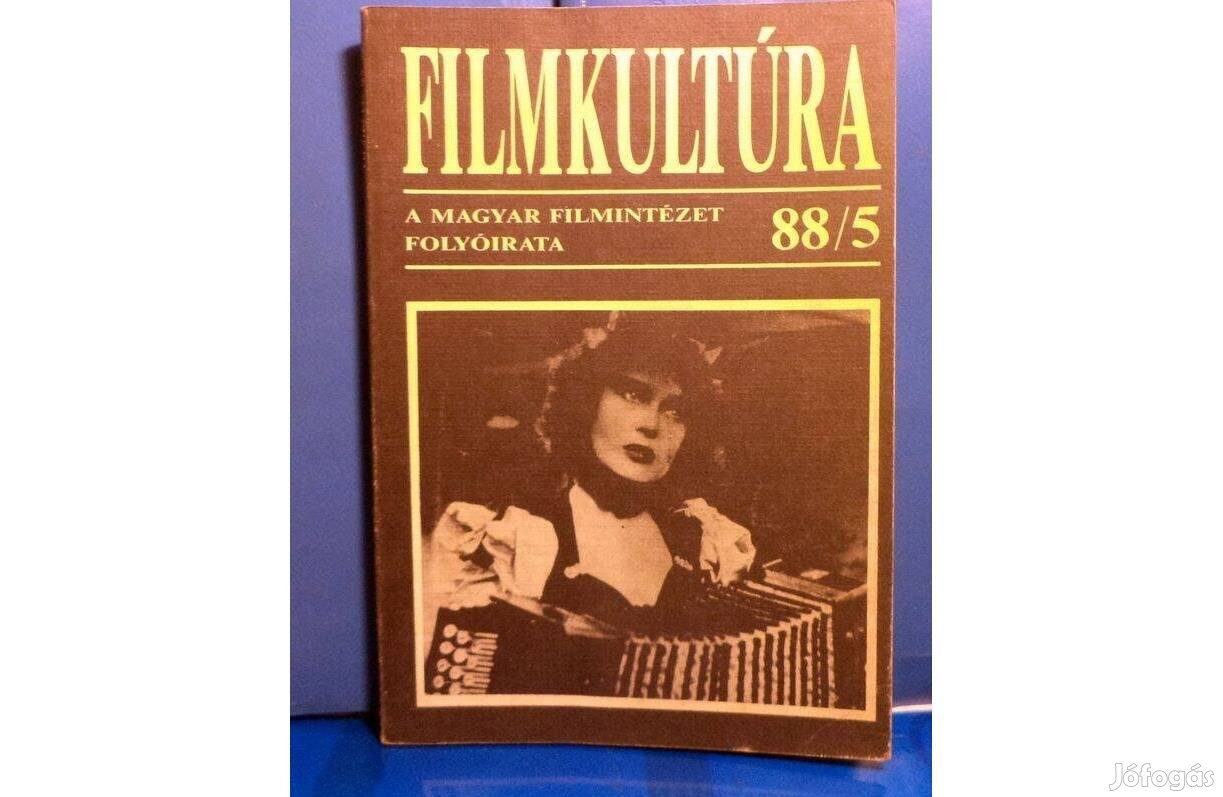 FILMKULTÚRA
A MAGYAR FILMINTÉZET
FOLYÓIRATA
88/5
Jófogás